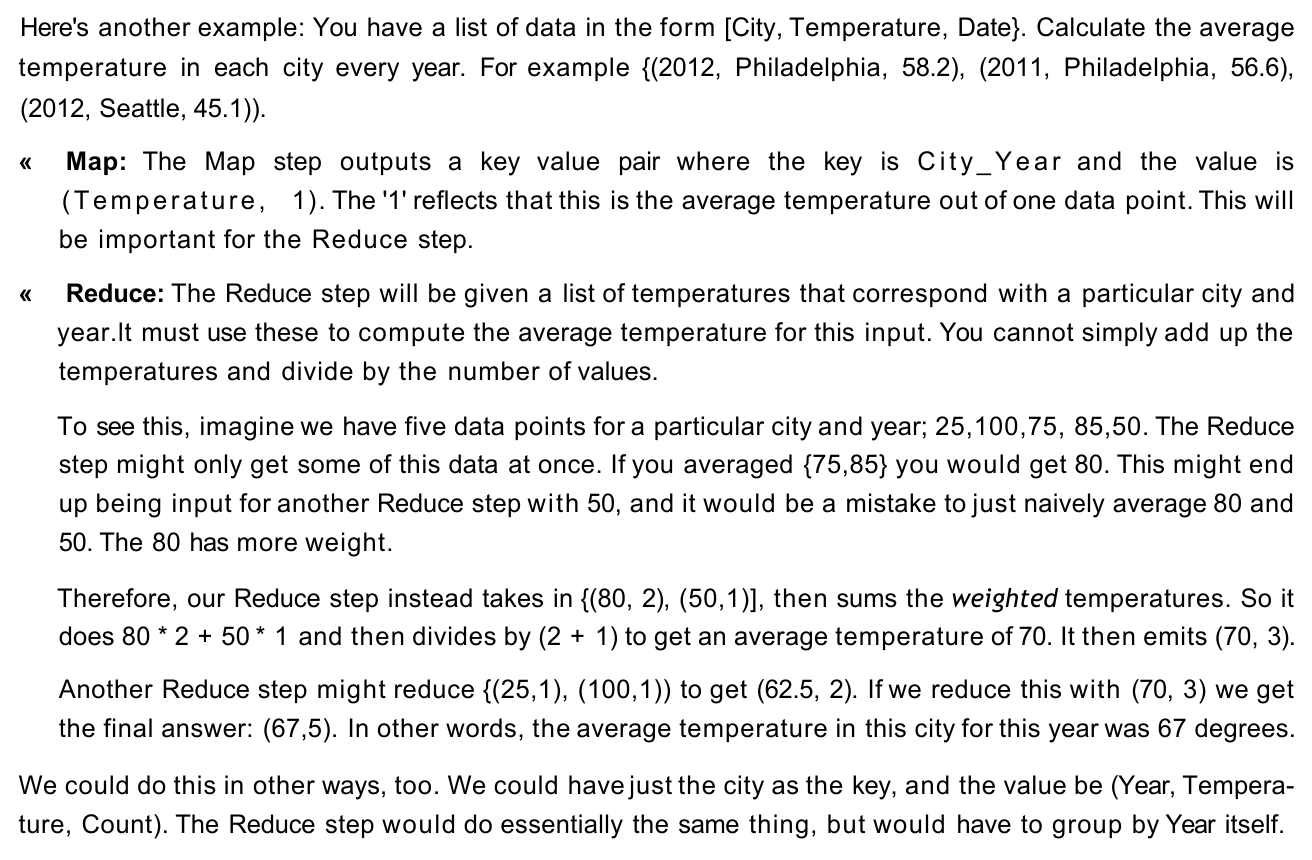 Here's another example: You have a list of data in the form [City, Temperature, Date}. Calculate the average
temperature in each city every year. For example {(2012, Philadelphia, 58.2), (2011, Philadelphia, 56.6),
(2012, Seattle, 45.1)).
« Map: The Map step outputs a key value pair where the key is City_Year and the value is
(Temperature, 1). The '1' reflects that this is the average temperature out of one data point. This will
be important for the Reduce step.
« Reduce: The Reduce step will be given a list of temperatures that correspond with a particular city and
year.It must use these to compute the average temperature for this input. You cannot simply add up the
temperatures and divide by the number of values.
To see this, imagine we have five data points for a particular city and year; 25,100,75, 85,50. The Reduce
step might only get some of this data at once. If you averaged {75,85} you would get 80. This might end
up being input for another Reduce step with 50, and it would be a mistake to just naively average 80 and
50. The 80 has more weight.
Therefore, our Reduce step instead takes in {(80, 2), (50,1)], then sums the weighted temperatures. So it
does 80 * 2 + 50 * 1 and then divides by (2 + 1) to get an average temperature of 70. It then emits (70, 3).
Another Reduce step might reduce {(25,1), (100,1)) to get (62.5, 2). If we reduce this with (70, 3) we get
the final answer: (67,5). In other words, the average temperature in this city for this year was 67 degrees.
We could do this in other ways, too. We could have just the city as the key, and the value be (Year, Tempera-
ture, Count). The Reduce step would do essentially the same thing, but would have to group by Year itself.